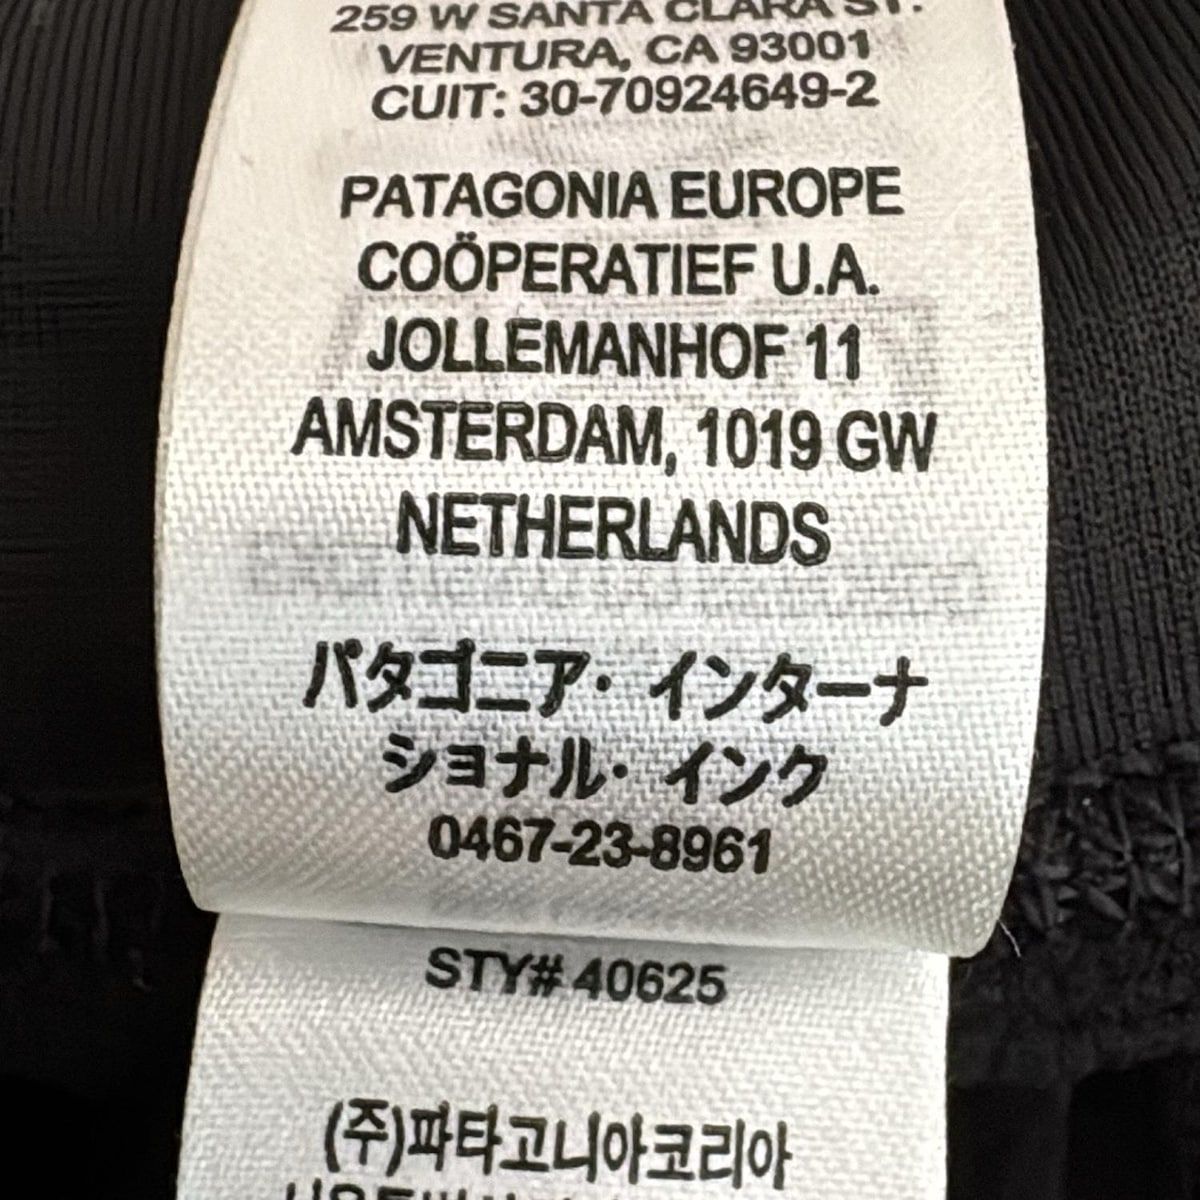 259 W SANTA CLARA ST.
VENTURA, CA 93001
CUIT: 30-70924649-2
PATAGONIA EUROPE
COÖPERATIEF U.A.
JOLLEMANHOF 11
AMSTERDAM, 1019 GW
NETHERLANDS
パタゴニア・インターナ
ショナル・インク
0467-23-8961
STY# 40625
(주)파타고니아코리아